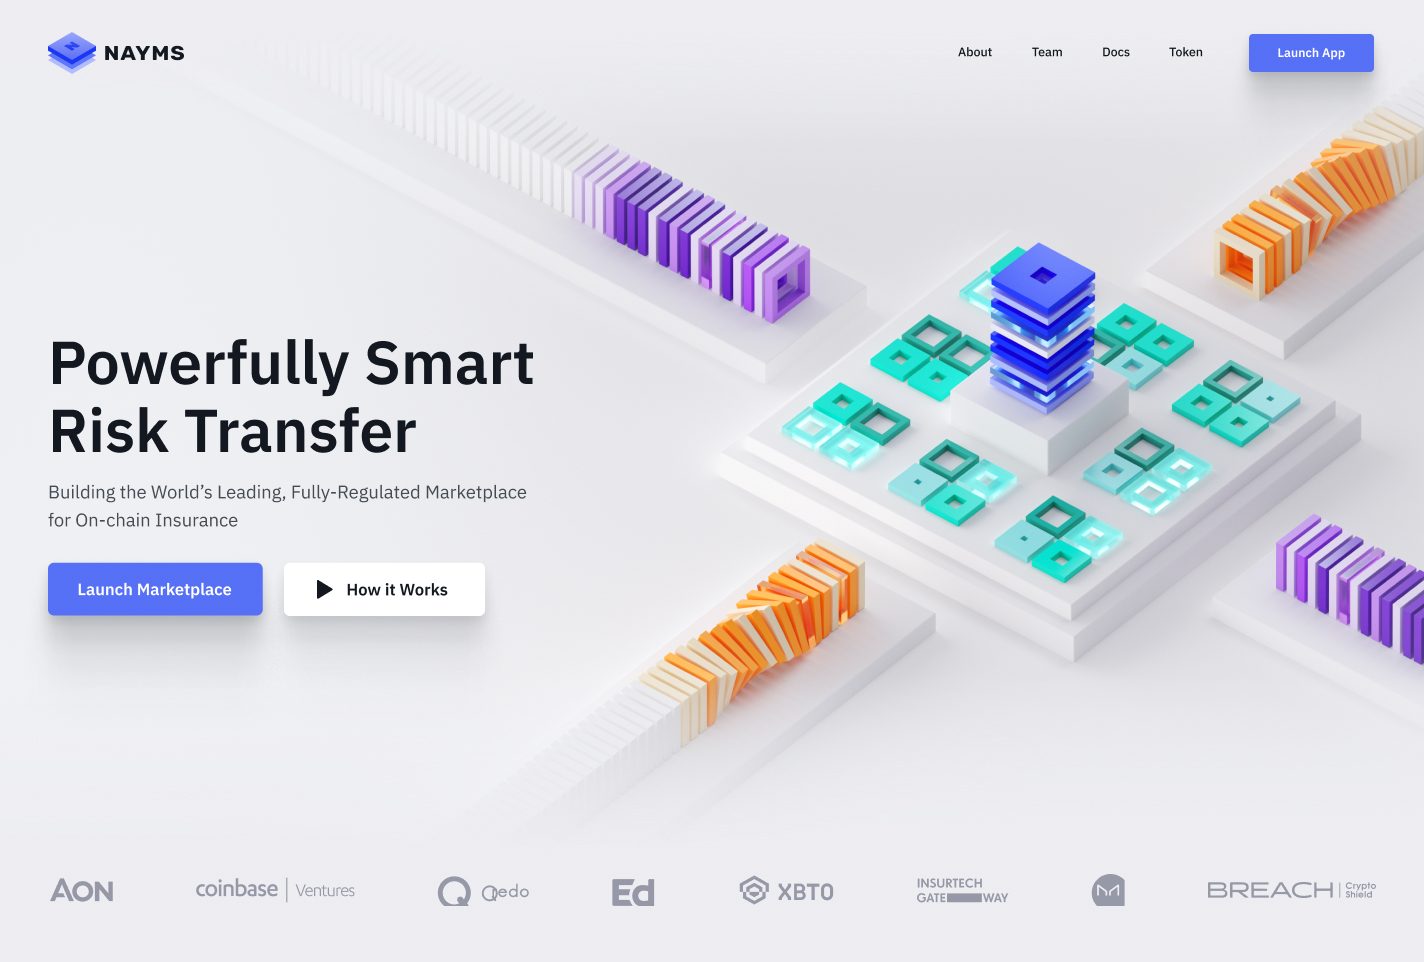 N NAYMS
About Team Docs Token Launch App
Powerfully Smart
Risk Transfer
Building the World’s Leading, Fully-Regulated Marketplace
for On-chain Insurance
Launch Marketplace How it Works
AON coinbase Ventures Qredo Ed XBTO INSURTECH GATEWAY BREACH Crypto Shield